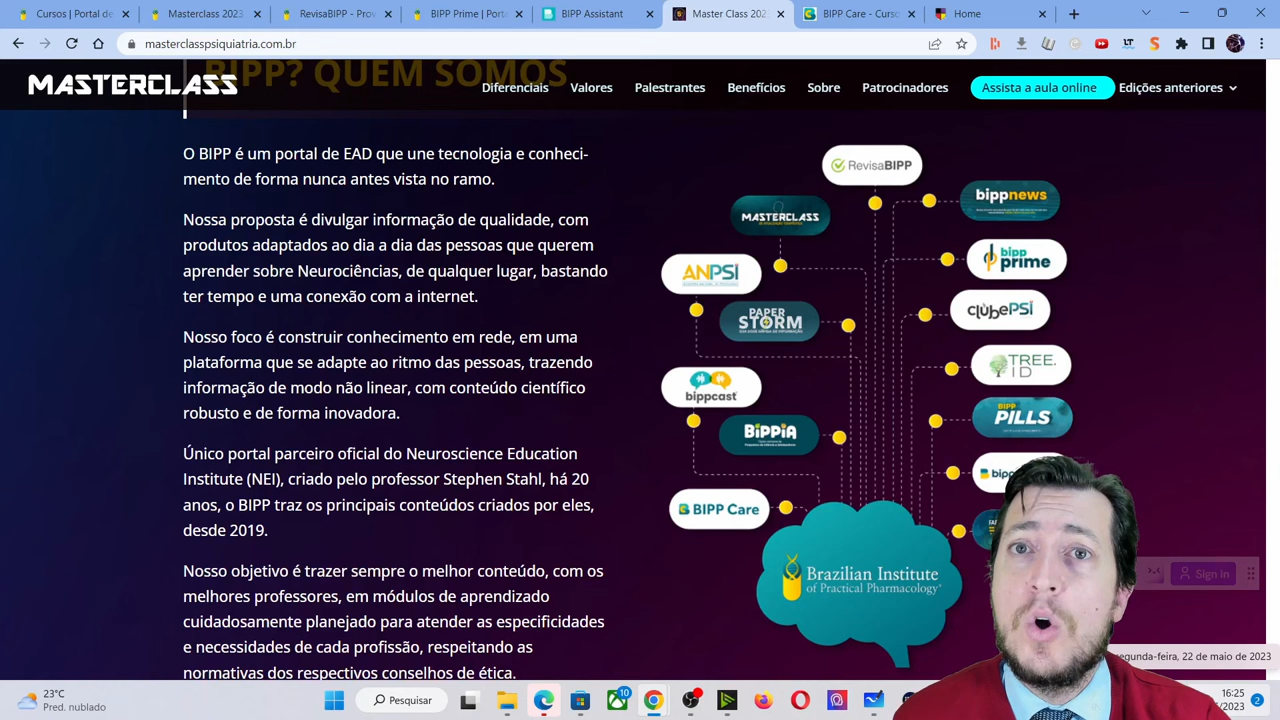 Cursos | Portal
Masterclass 2023
RevisaBIPP - Prov
BIPP Prime | Porta
BIPP Assistant
Master Class 2023
BIPP Care - Curso
Home
masterclasspsiquiatria.com.br
MASTERCLASS
BIPP? QUEM SOMOS
Diferenciais
Valores
Palestrantes
Benefícios
Sobre
Patrocinadores
Assista a aula online
Edições anteriores
O BIPP é um portal de EAD que une tecnologia e conheci-
mento de forma nunca antes vista no ramo.
Nossa proposta é pagar informação de qualidade, com
produtos adaptados ao dia a dia das pessoas que querem
aprender sobre Neurociências, de qualquer lugar, bastando
ter tempo e uma conexão com a internet.
Nosso foco é construir conhecimento em rede, em uma
plataforma que se adapte ao ritmo das pessoas, trazendo
informação de modo não linear, com conteúdo científico
robusto e de forma inovadora.
Único portal parceiro oficial do Neuroscience Education
Institute (NEI), criado pelo professor Stephen Stahl, há 20
anos, o BIPP traz os principais conteúdos criados por eles,
desde 2019.
Nosso objetivo é trazer sempre o melhor conteúdo, com os
melhores professores, em módulos de aprendizado
cuidadosamente planejado para atender as especificidades
e necessidades de cada profissão, respeitando as
normativas dos respectivos conselhos de ética.
RevisaBIPP
bippnews
MASTERCLASS
bipp
prime
ANPSI
clubePSI
PAPER
STORM
TREE.
ID
bippcast
BIPP
PILLS
BiPPiA
BIPP Care
Brazilian Institute
of Practical Pharmacology
Sign in
segunda-feira, 22 de maio de 2023
23°C
Pred. nublado
Pesquisar
10
16:25
2